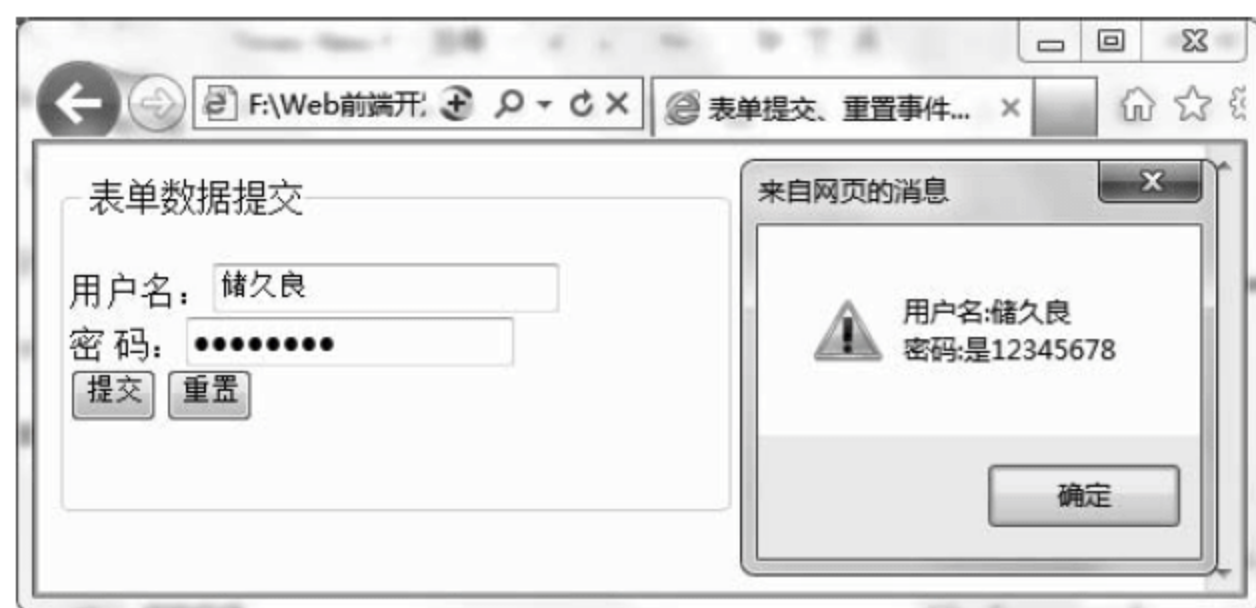 F:\Web前端开
表单提交、重置事件...
表单数据提交
用户名：储久良
密 码：●●●●●●●●
提交 重置
来自网页的消息
用户名:储久良
密码:是12345678
确定